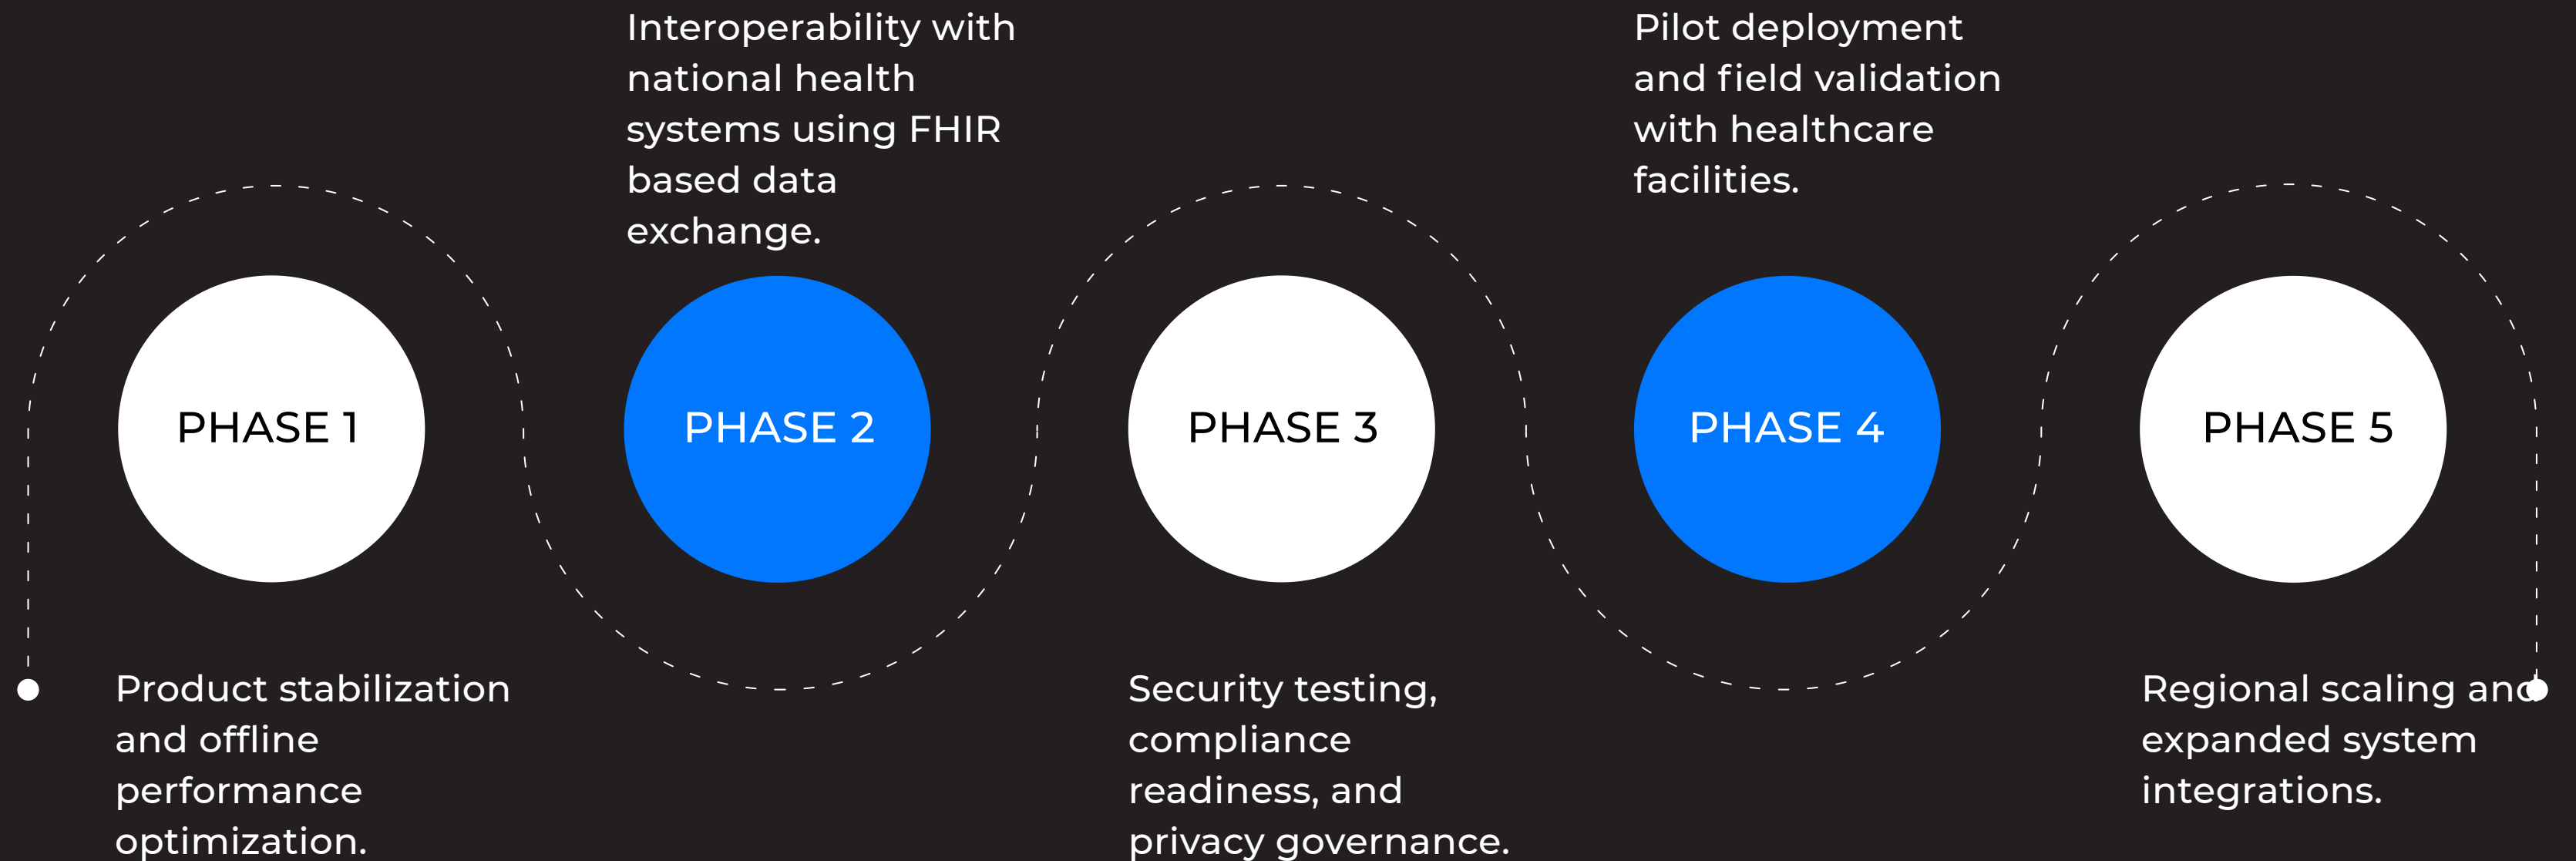 PHASE 1
Product stabilization
and offline
performance
optimization.
Interoperability with
national health
systems using FHIR
based data
exchange.
PHASE 2
PHASE 3
Security testing,
compliance
readiness, and
privacy governance.
Pilot deployment
and field validation
with healthcare
facilities.
PHASE 4
PHASE 5
Regional scaling and
expanded system
integrations.